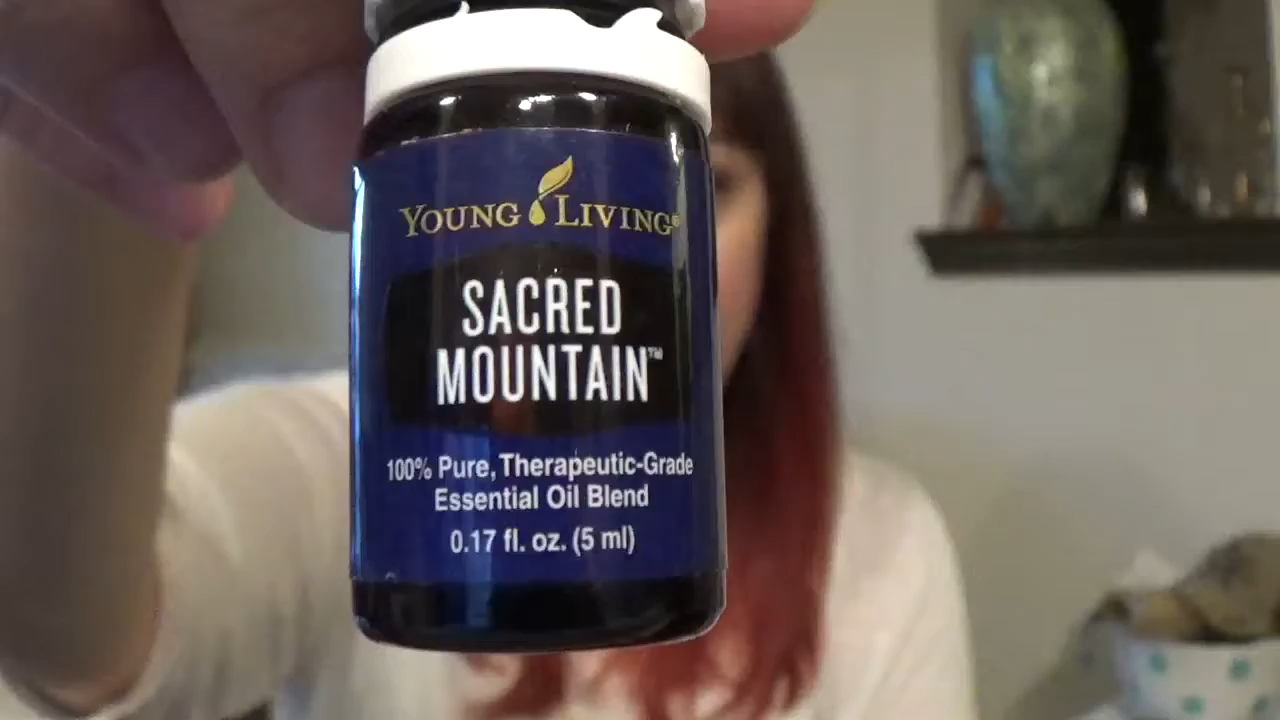 YOUNG LIVING®
SACRED
MOUNTAIN™
100% Pure, Therapeutic-Grade
Essential Oil Blend
0.17 fl. oz. (5 ml)